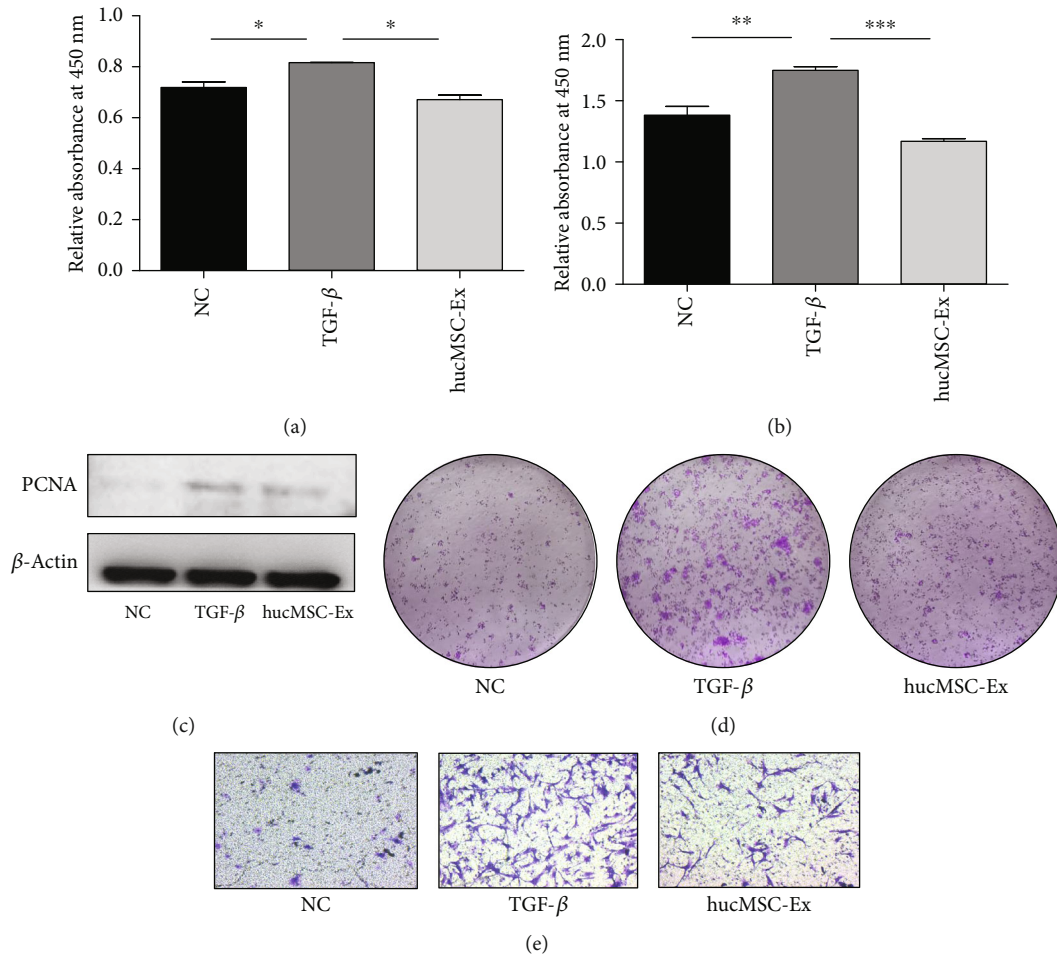 Relative absorbance at 450 nm
1.0
0.8
0.6
0.4
0.2
0.0
*
*
NC
TGF-β
hucMSC-Ex
(a)
Relative absorbance at 450 nm
2.0
1.5
1.0
0.5
0.0
**
***
NC
TGF-β
hucMSC-Ex
(b)
PCNA
β-Actin
NC TGF-β hucMSC-Ex
(c)
NC TGF-β hucMSC-Ex
(d)
NC TGF-β hucMSC-Ex
(e)